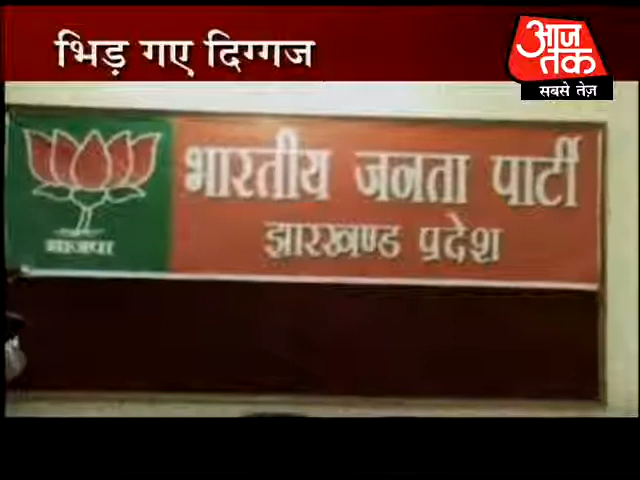 भिड़ गए दिग्गज
आज
तक
सबसे तेज़
भारतीय जनता पार्टी
झारखण्ड प्रदेश
भाजपा